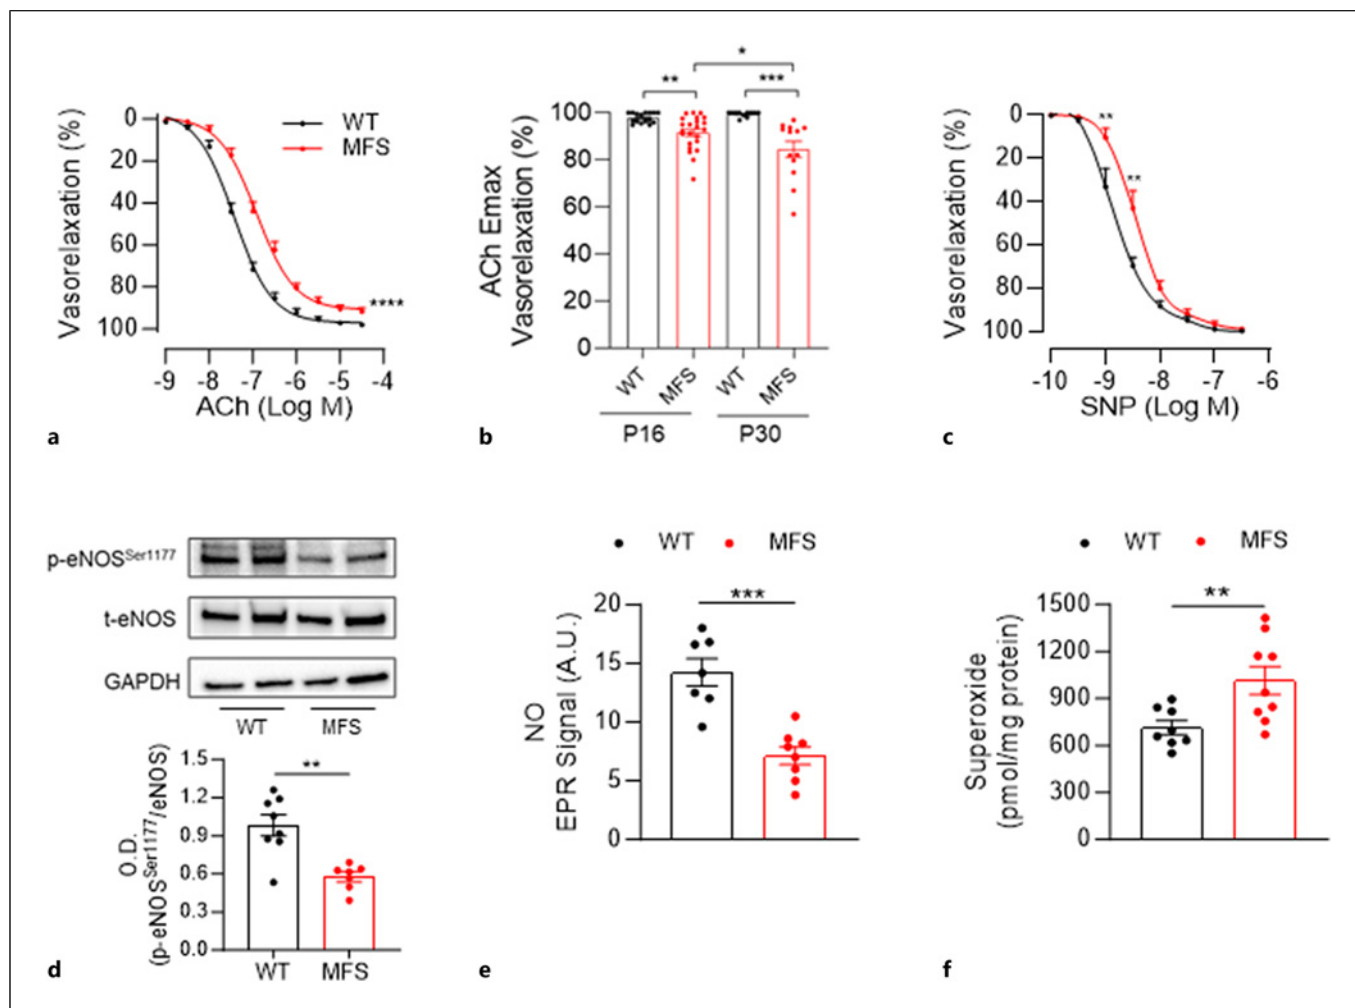 WT
MFS
Vasorelaxation (%)
0
20
40
60
80
100
****
-9 -8 -7 -6 -5 -4
ACh (Log M)
a
*
** ***
ACh Emax
Vasorelaxation (%)
100
80
60
40
20
0
WT MFS WT MFS
P16 P30
b
Vasorelaxation (%)
0
20
40
60
80
100
**
**
-10 -9 -8 -7 -6
SNP (Log M)
c
p-eNOSSer1177
t-eNOS
GAPDH
WT MFS
O.D.
(p-eNOSSer1177/eNOS)
1.5
1.2
0.9
0.6
0.3
0.0
**
WT MFS
d
WT MFS
NO
EPR Signal (A.U.)
20
15
10
5
0
***
e
WT MFS
Superoxide
(pmol/mg protein)
1500
1200
900
600
300
0
**
f